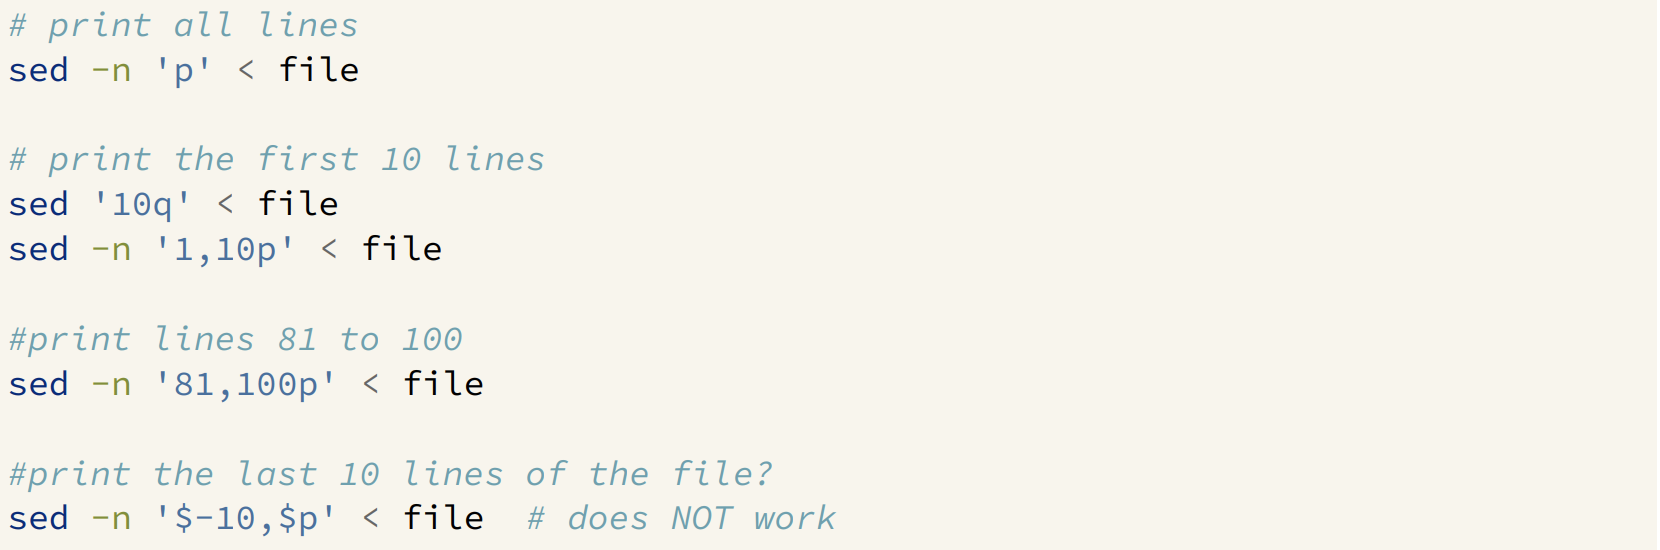 # print all lines
sed -n 'p' < file
# print the first 10 lines
sed '10q' < file
sed -n '1,10p' < file
#print lines 81 to 100
sed -n '81,100p' < file
#print the last 10 lines of the file?
sed -n '$-10,$p' < file  # does NOT work